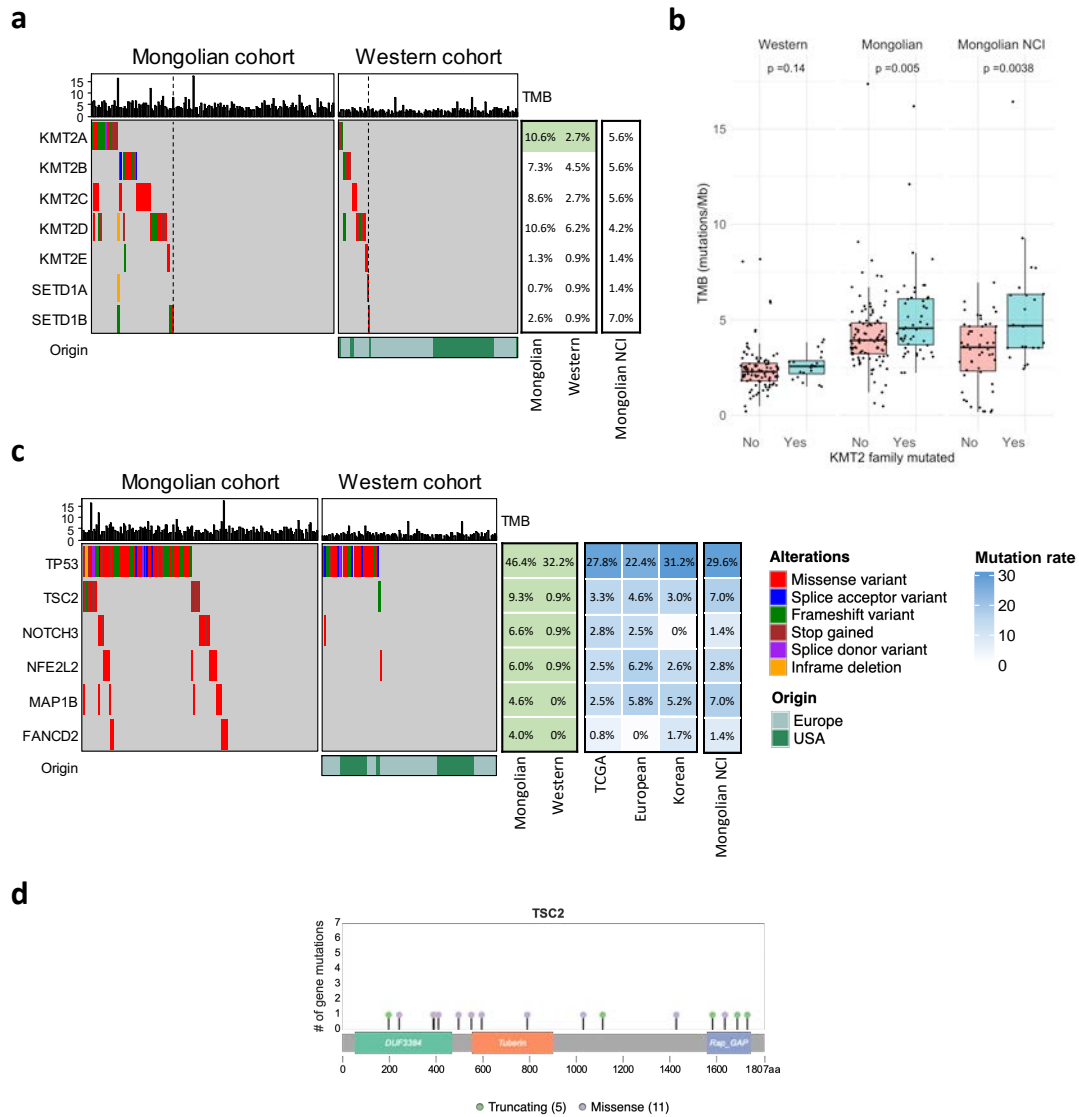 a
Mongolian cohort
Western cohort
15
10
5
0
TMB
KMT2A
10.6% 2.7% 5.6%
KMT2B
7.3% 4.5% 5.6%
KMT2C
8.6% 2.7% 5.6%
KMT2D
10.6% 6.2% 4.2%
KMT2E
1.3% 0.9% 1.4%
SETD1A
0.7% 0.9% 1.4%
SETD1B
2.6% 0.9% 7.0%
Origin
Mongolian
Western
Mongolian NCI
b
Western Mongolian Mongolian NCI
p =0.14 p =0.005 p =0.0038
TMB (mutations/Mb)
15
10
5
0
No Yes No Yes No Yes
KMT2 family mutated
c
Mongolian cohort
Western cohort
15
10
5
0
TMB
TP53
46.4% 32.2% 27.8% 22.4% 31.2% 29.6%
TSC2
9.3% 0.9% 3.3% 4.6% 3.0% 7.0%
NOTCH3
6.6% 0.9% 2.8% 2.5% 0% 1.4%
NFE2L2
6.0% 0.9% 2.5% 6.2% 2.6% 2.8%
MAP1B
4.6% 0% 2.5% 5.8% 5.2% 7.0%
FANCD2
4.0% 0% 0.8% 0% 1.7% 1.4%
Origin
Mongolian
Western
TCGA
European
Korean
Mongolian NCI
Alterations
Missense variant
Splice acceptor variant
Frameshift variant
Stop gained
Splice donor variant
Inframe deletion
Origin
Europe
USA
Mutation rate
30
20
10
0
d
TSC2
# of gene mutations
7
6
5
4
3
2
1
0
DUF3384 Tuberin Rap_GAP
0 200 400 600 800 1000 1200 1400 1600 1807aa
Truncating (5) Missense (11)